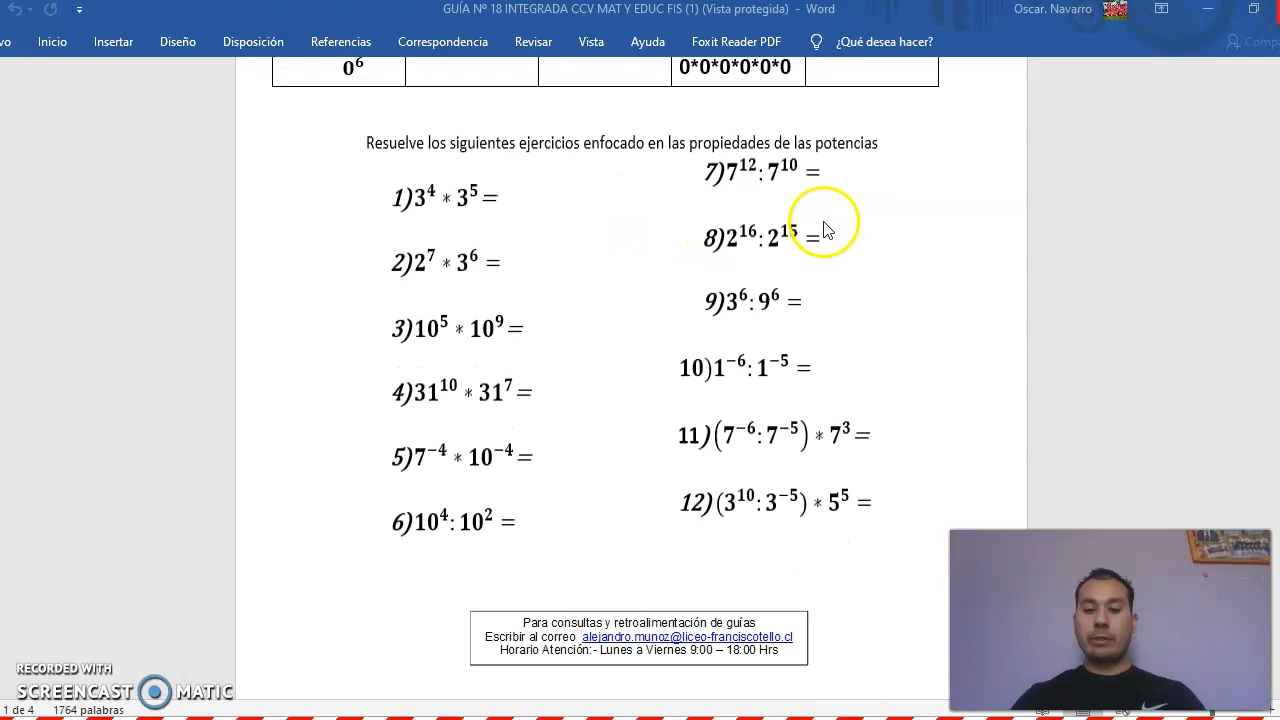 GUÍA Nº 18 INTEGRADA CCV MAT Y EDUC FIS (1) (Vista protegida) - Word
Oscar. Navarro
vo Inicio Insertar Diseño Disposición Referencias Correspondencia Revisar Vista Ayuda Foxit Reader PDF ¿Qué desea hacer? Compa
0⁶ 0*0*0*0*0*0
Resuelve los siguientes ejercicios enfocado en las propiedades de las potencias
1)3⁴ * 3⁵ =
2)2⁷ * 3⁶ =
3)10⁵ * 10⁹ =
4)31¹⁰ * 31⁷ =
5)7⁻⁴ * 10⁻⁴ =
6)10⁴: 10² =
7)7¹²: 7¹⁰ =
8)2¹⁶: 2¹⁵ =
9)3⁶: 9⁶ =
10)1⁻⁶: 1⁻⁵ =
11)(7⁻⁶: 7⁻⁵) * 7³ =
12)(3¹⁰: 3⁻⁵) * 5⁵ =
Para consultas y retroalimentación de guías
Escribir al correo alejandro.munoz@liceo-franciscotello.cl
Horario Atención:- Lunes a Viernes 9:00 – 18:00 Hrs
RECORDED WITH
SCREENCAST MATIC
1 de 4 1764 palabras